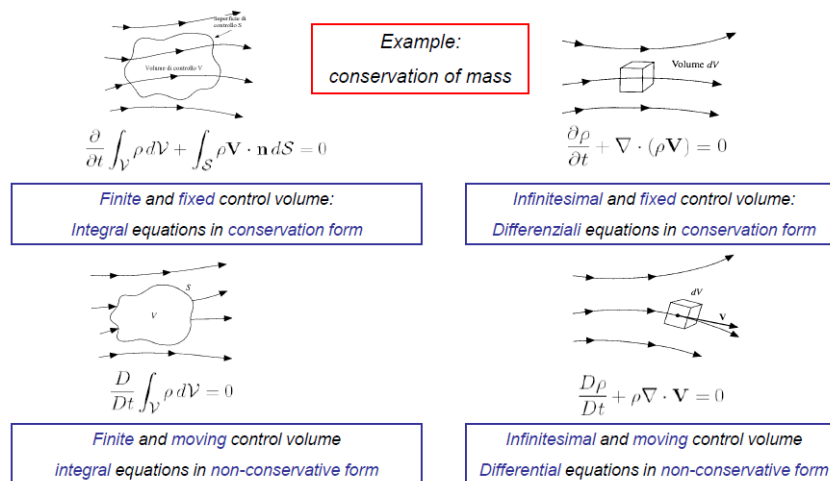 Superficie di
controllo S
Volume di controllo V
Example:
conservation of mass
Volume dV
∂/∂t ∫_V ρ dV + ∫_S ρV · n dS = 0
∂ρ/∂t + ∇ · (ρV) = 0
Finite and fixed control volume:
Integral equations in conservation form
Infinitesimal and fixed control volume:
Differenziali equations in conservation form
S
V
dV
V
D/Dt ∫_V ρ dV = 0
Dρ/Dt + ρ∇ · V = 0
Finite and moving control volume
integral equations in non-conservative form
Infinitesimal and moving control volume
Differential equations in non-conservative form